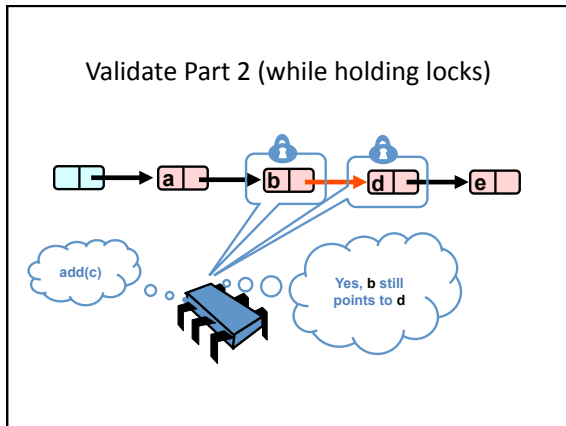 Validate Part 2 (while holding locks)
a
b
d
e
add(c)
Yes, b still
points to d